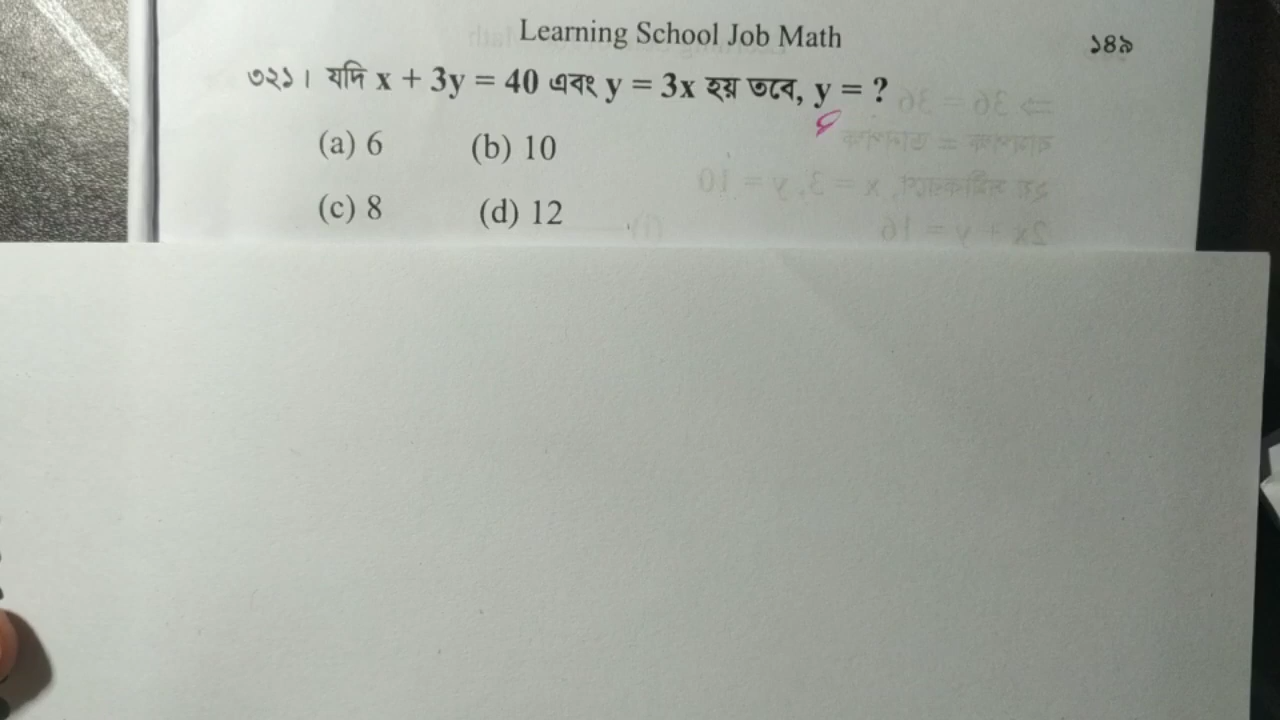 Learning School Job Math ১৪৯
৩২১। যদি x + 3y = 40 এবং y = 3x হয় তবে, y = ?
(a) 6 (b) 10
(c) 8 (d) 12